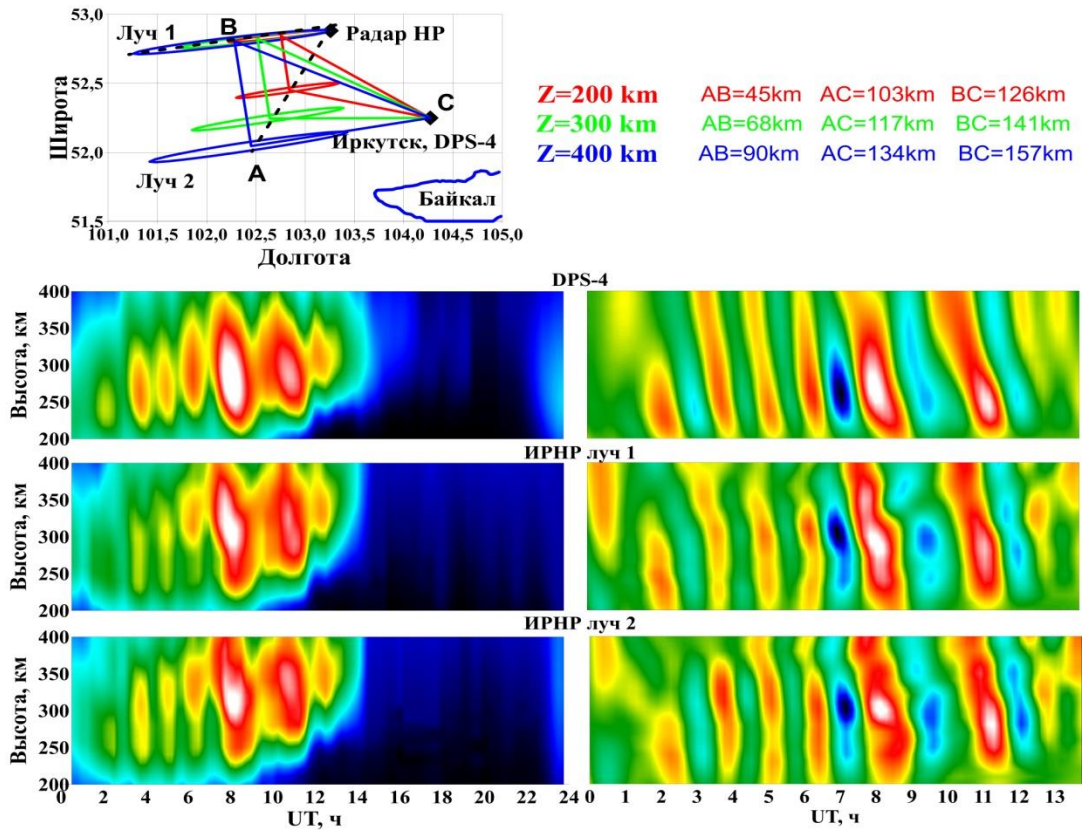 53,0
Луч 1
B
Радар НР
Широта
52,5
C
Иркутск, DPS-4
52,0
Луч 2
A
Байкал
51,5
101,0 101,5 102,0 102,5 103,0 103,5 104,0 104,5 105,0
Долгота
Z=200 km AB=45km AC=103km BC=126km
Z=300 km AB=68km AC=117km BC=141km
Z=400 km AB=90km AC=134km BC=157km
DPS-4
Высота, км
400
350
300
250
200
ИРНР луч 1
Высота, км
400
350
300
250
200
ИРНР луч 2
Высота, км
400
350
300
250
200
0 2 4 6 8 10 12 14 16 18 20 22 24
UT, ч
0 1 2 3 4 5 6 7 8 9 10 11 12 13
UT, ч